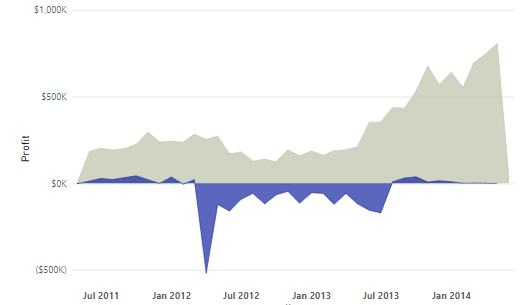 $1,000K
$500K
Profit
$0K
($500K)
Jul 2011 Jan 2012 Jul 2012 Jan 2013 Jul 2013 Jan 2014